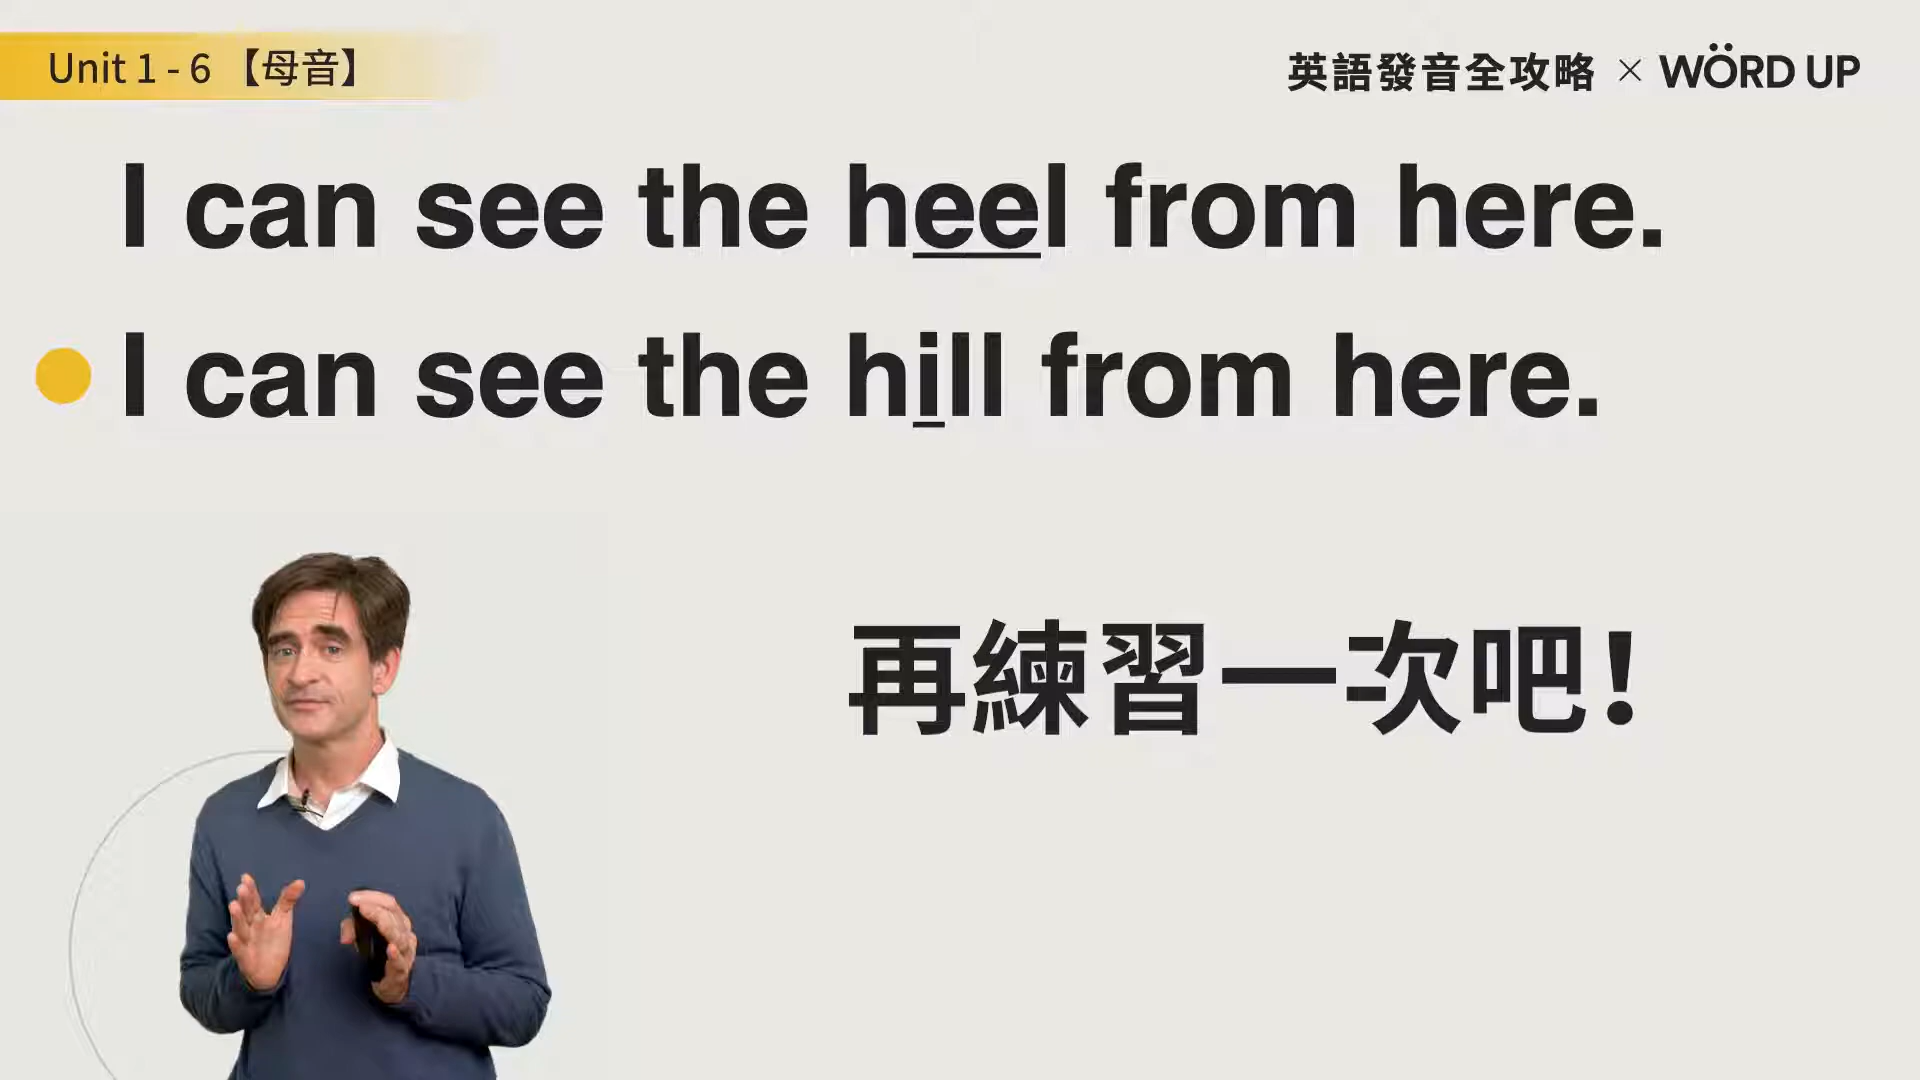 Unit 1 - 6 【母音】
英語發音全攻略 × WÖRD UP
I can see the heel from here.
I can see the hill from here.
再練習一次吧！